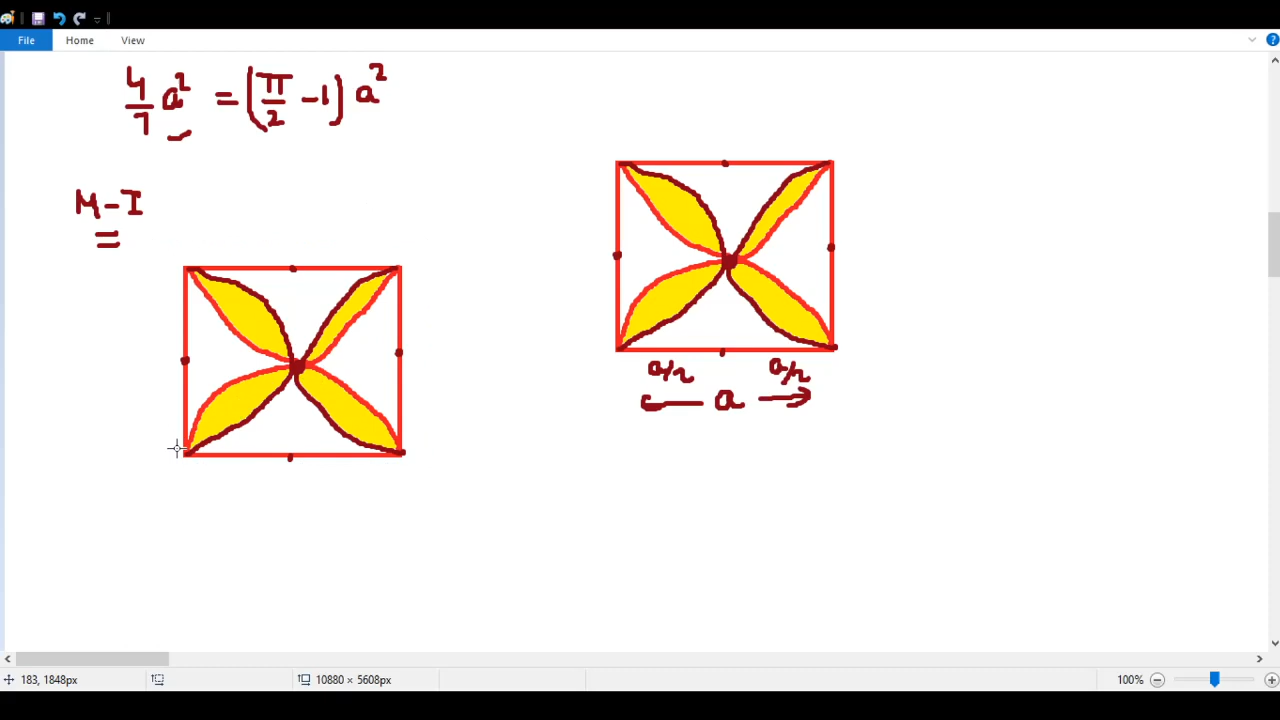 File Home View
4/7 a² = (π/2 - 1) a²
M-I
a/2 a/2
a
183, 1848px 10880 × 5608px 100%